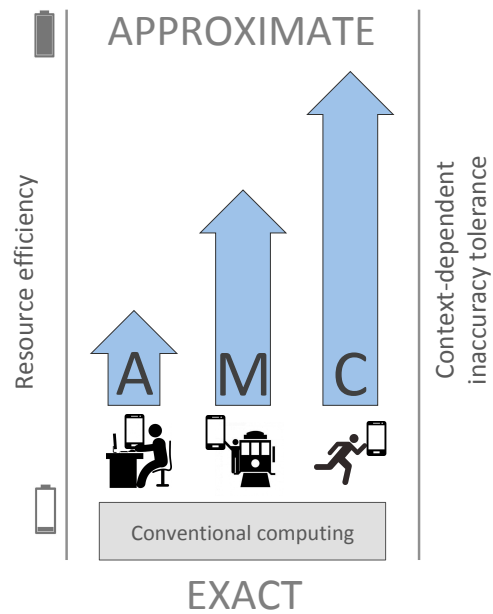 APPROXIMATE
Resource efficiency
Context-dependent
inaccuracy tolerance
A M C
Conventional computing
EXACT